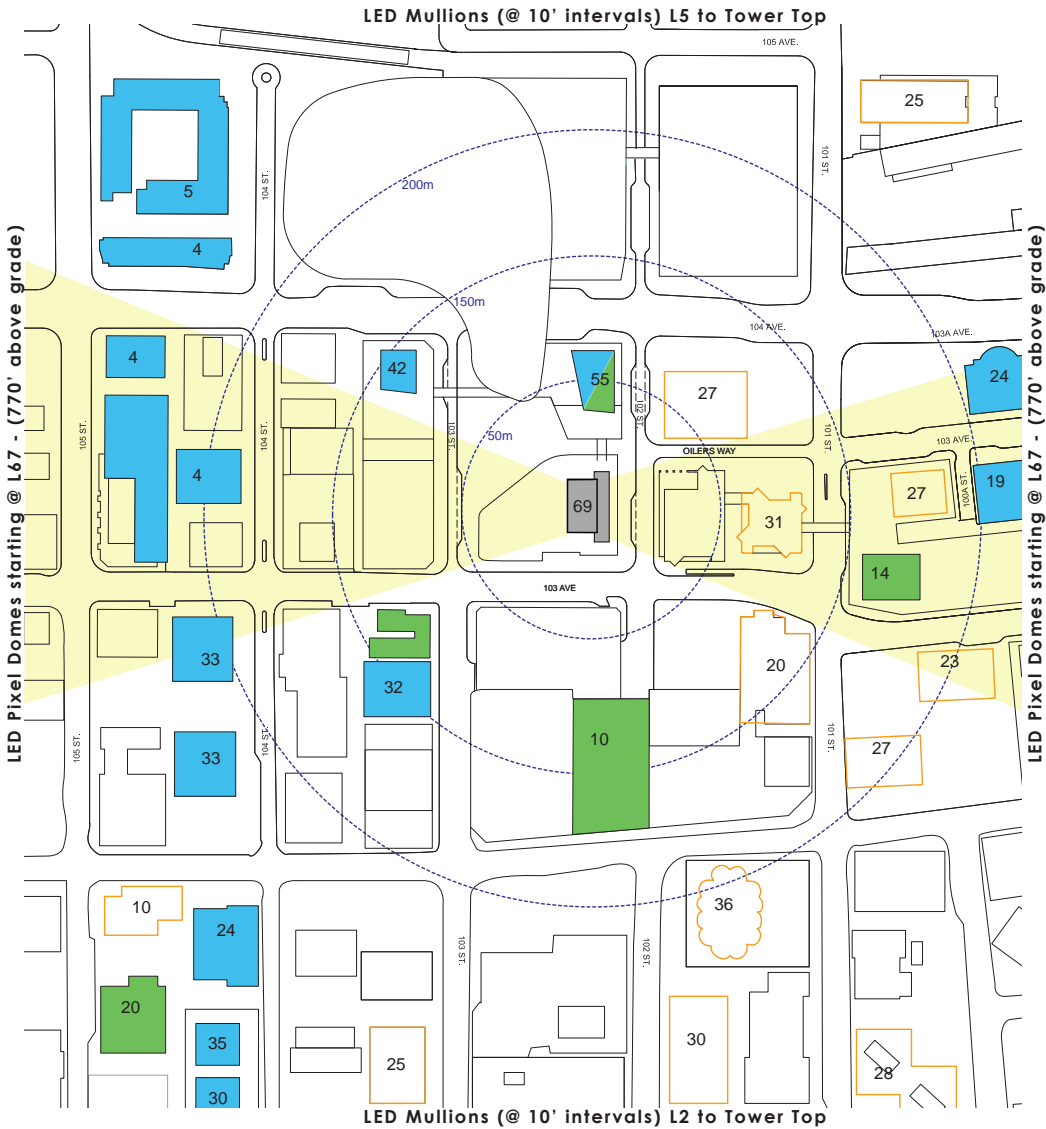 LED Mullions (@ 10’ intervals) L5 to Tower Top
105 AVE.
25
101 ST.
104 ST.
200m
5
4
LED Pixel Domes starting @ L67 - (770’ above grade)
LED Pixel Domes starting @ L67 - (770’ above grade)
150m
104 AVE.
103A AVE.
4
42
55
27
24
102 ST.
103 ST.
50m
105 ST.
104 ST.
101 ST.
103 AVE.
OILERS WAY
4
69
31
27
100A ST.
19
14
103 AVE
33
32
20
23
10
27
33
105 ST.
104 ST.
101 ST.
10
24
36
103 ST.
102 ST.
101 ST.
20
35
25
30
28
30
LED Mullions (@ 10’ intervals) L2 to Tower Top